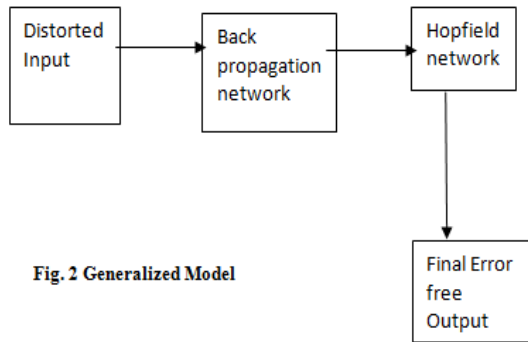 Distorted
Input
Back
propagation
network
Hopfield
network
Final Error
free
Output
Fig. 2 Generalized Model